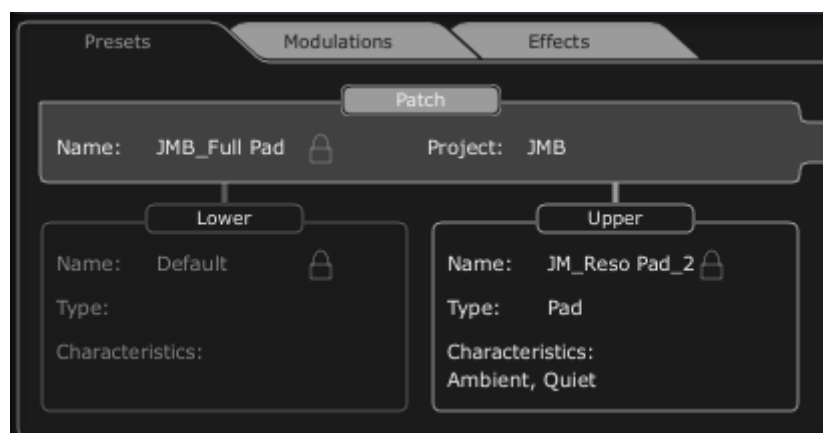 Presets Modulations Effects
Patch
Name: JMB_Full Pad Project: JMB
Lower
Name: Default
Type:
Characteristics:
Upper
Name: JM_Reso Pad_2
Type: Pad
Characteristics:
Ambient, Quiet